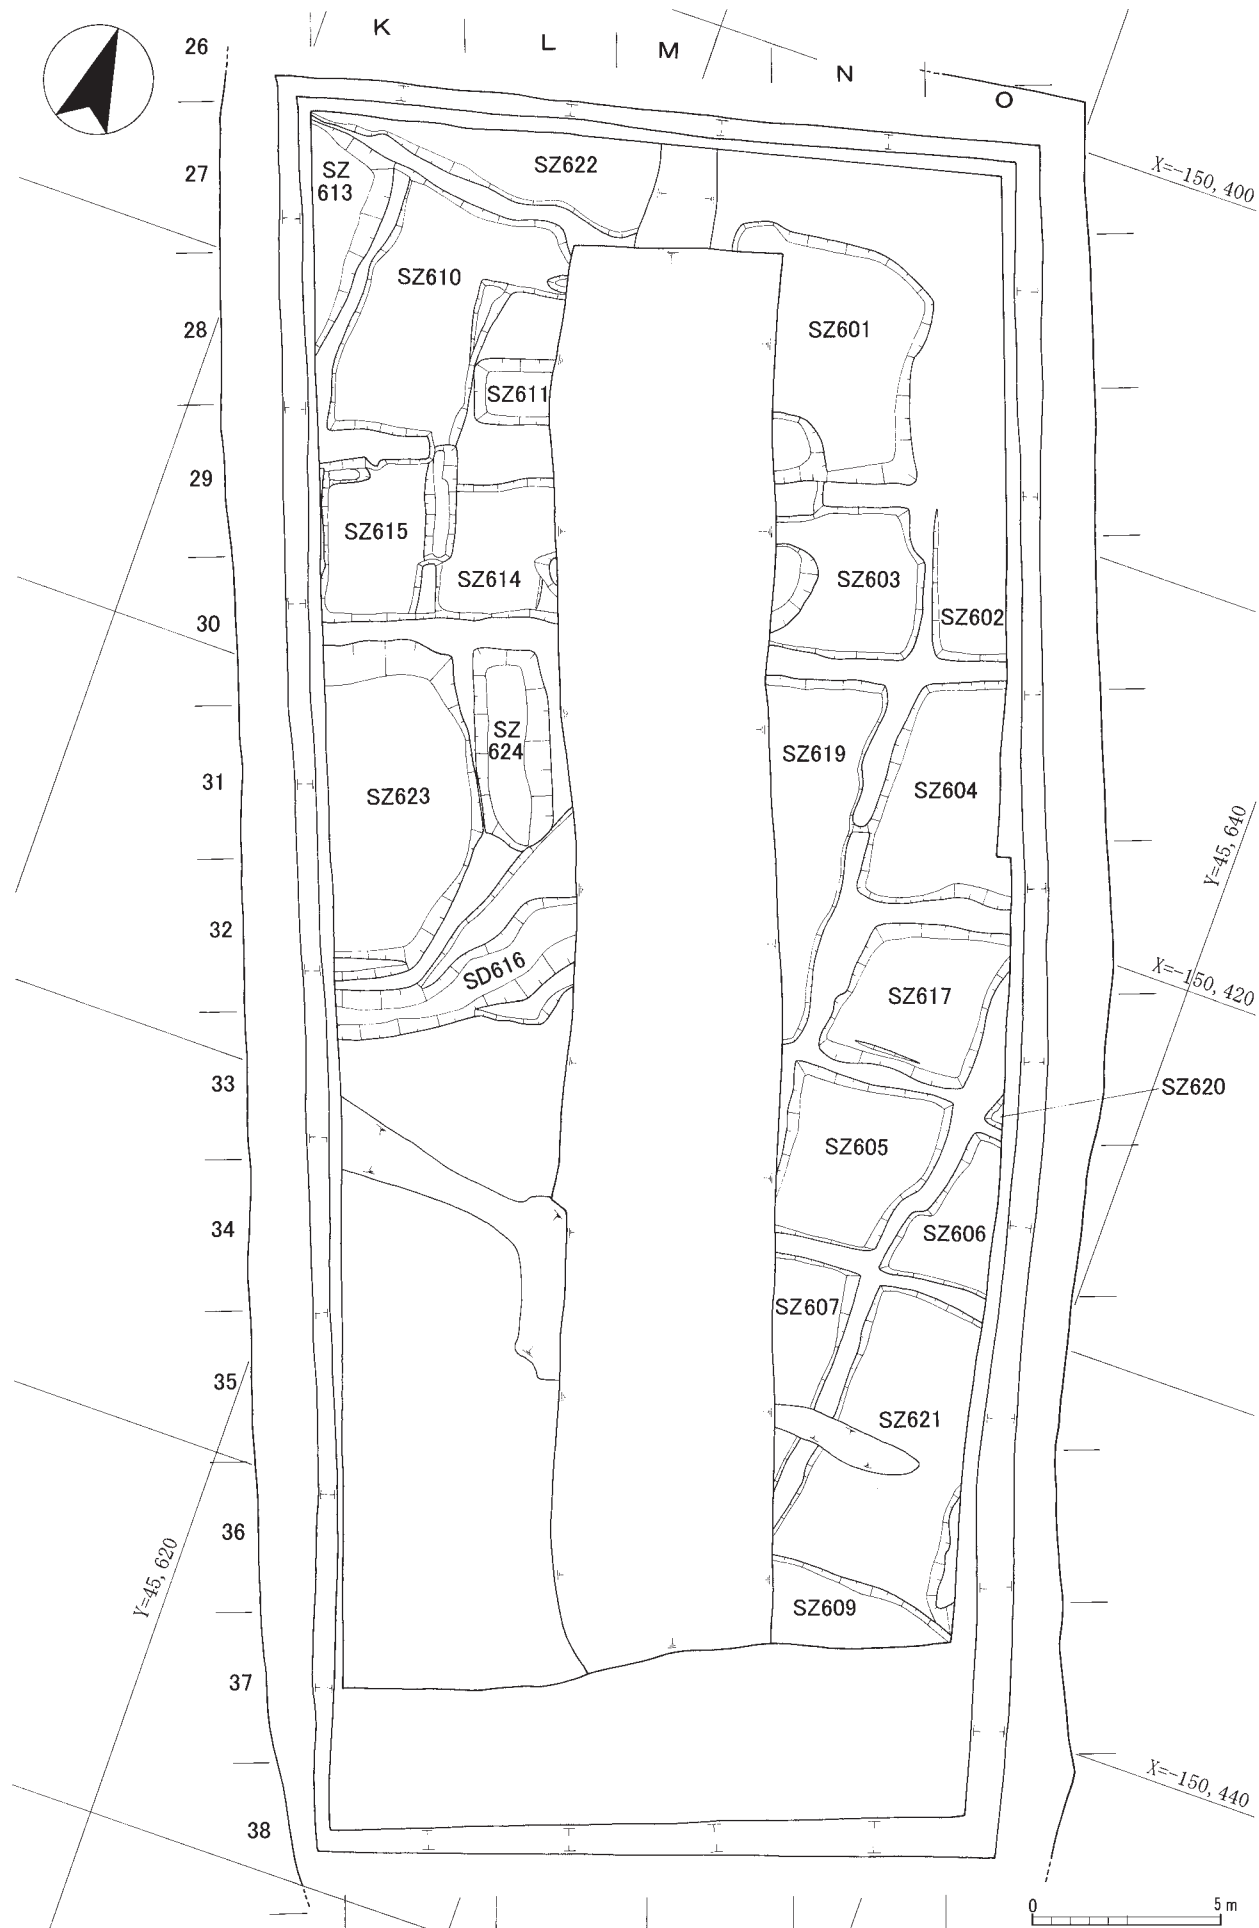 K
L
M
N
O
26
27
28
29
30
31
32
33
34
35
36
37
38
X=-150, 400
SZ622
SZ
613
SZ610
SZ601
SZ611
SZ615
SZ614
SZ603
SZ602
SZ
624
SZ619
SZ623
SZ604
Y=45, 640
SD616
X=-150, 420
SZ617
SZ620
SZ605
SZ606
SZ607
SZ621
Y=45, 620
SZ609
X=-150, 440
0 5 m